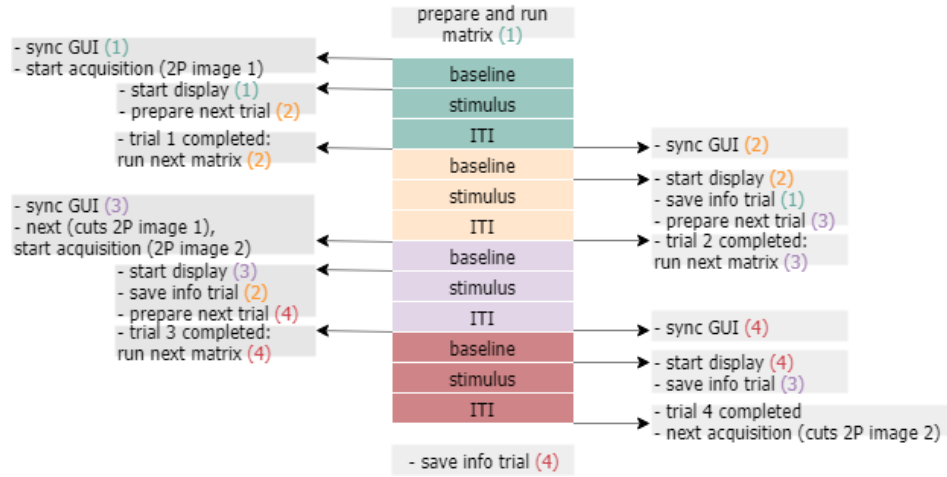 prepare and run
matrix (1)
- sync GUI (1)
- start acquisition (2P image 1)
baseline
- start display (1)
- prepare next trial (2)
stimulus
- trial 1 completed:
run next matrix (2)
ITI
- sync GUI (2)
baseline
- start display (2)
- save info trial (1)
- prepare next trial (3)
stimulus
- sync GUI (3)
- next (cuts 2P image 1),
start acquisition (2P image 2)
ITI
- trial 2 completed:
run next matrix (3)
baseline
- start display (3)
- save info trial (2)
- prepare next trial (4)
stimulus
- trial 3 completed:
run next matrix (4)
ITI
- sync GUI (4)
baseline
- start display (4)
- save info trial (3)
stimulus
ITI
- trial 4 completed
- next acquisition (cuts 2P image 2)
- save info trial (4)